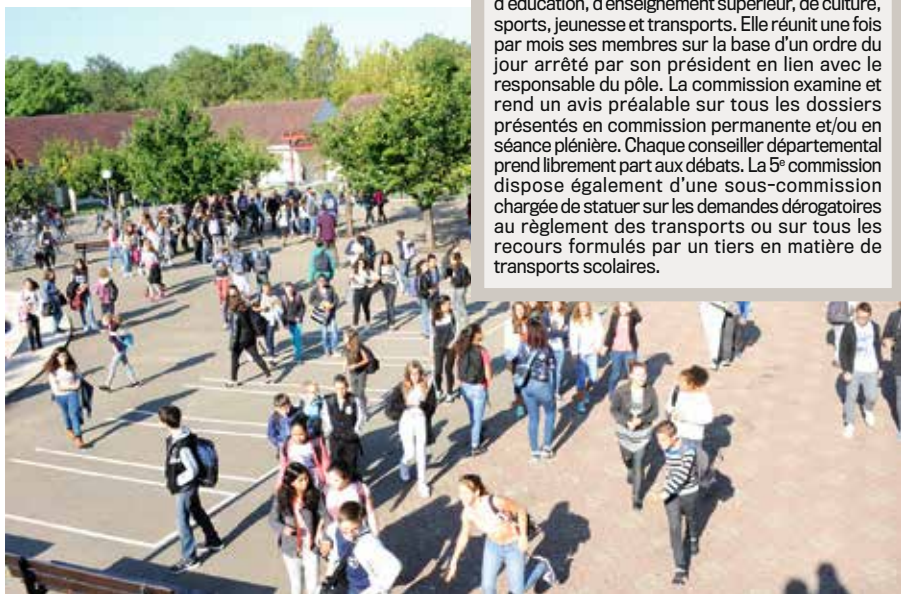 d'éducation, d'enseignement supérieur, de culture,
sports, jeunesse et transports. Elle réunit une fois
par mois ses membres sur la base d'un ordre du
jour arrêté par son président en lien avec le
responsable du pôle. La commission examine et
rend un avis préalable sur tous les dossiers
présentés en commission permanente et/ou en
séance plénière. Chaque conseiller départemental
prend librement part aux débats. La 5e commission
dispose également d'une sous-commission
chargée de statuer sur les demandes dérogatoires
au règlement des transports ou sur tous les
recours formulés par un tiers en matière de
transports scolaires.